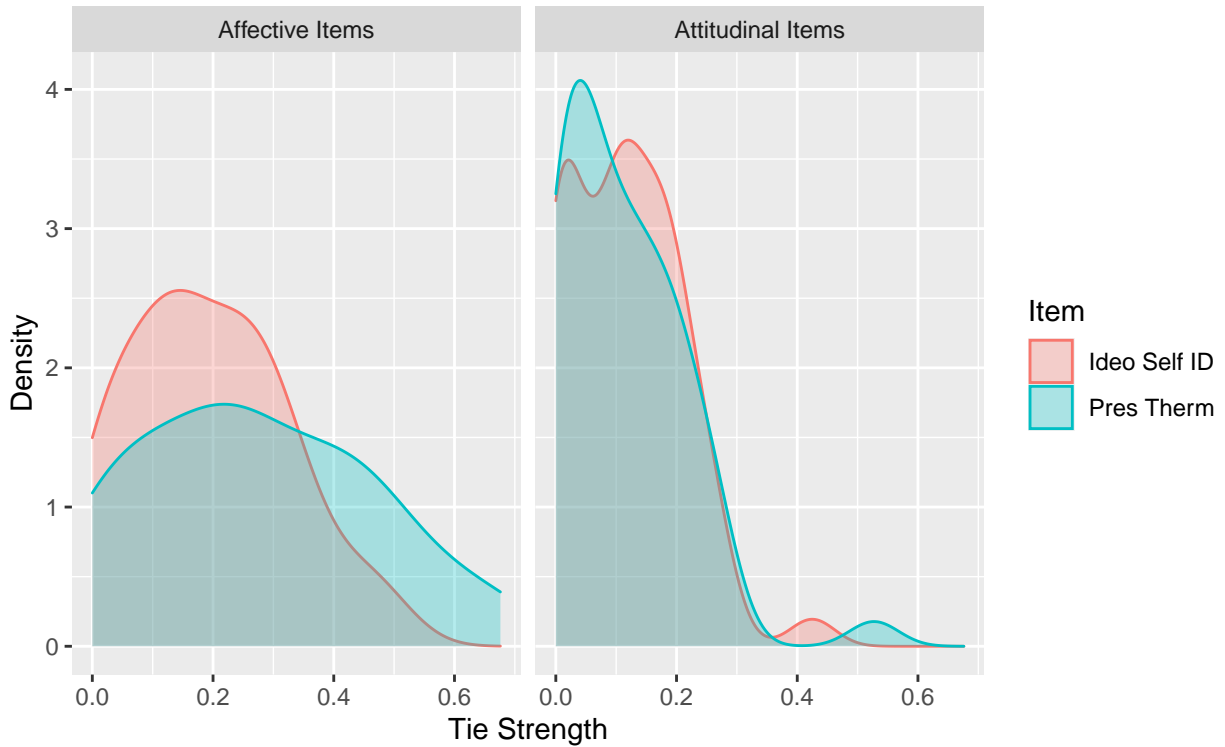 Affective Items
Attitudinal Items
4
3
2
1
0
Density
0.0
0.2
0.4
0.6
0.0
0.2
0.4
0.6
Tie Strength
Item
Ideo Self ID
Pres Therm